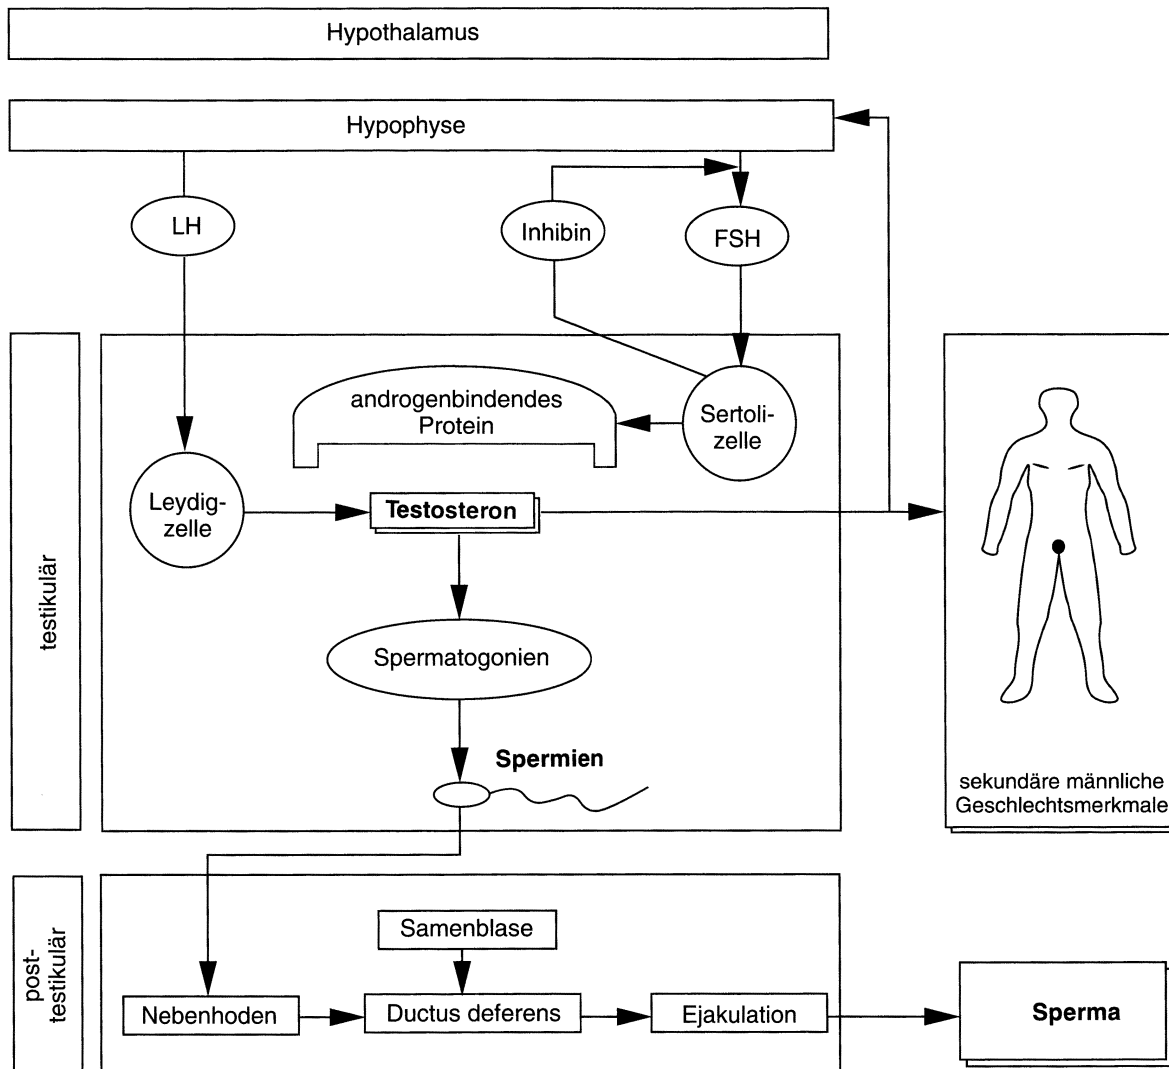 Hypothalamus
Hypophyse
LH
Inhibin
FSH
testikulär
androgenbindendes
Protein
Sertoli-
zelle
Leydig-
zelle
Testosteron
Spermatogonien
Spermien
sekundäre männliche
Geschlechtsmerkmale
post-
testikulär
Samenblase
Nebenhoden
Ductus deferens
Ejakulation
Sperma